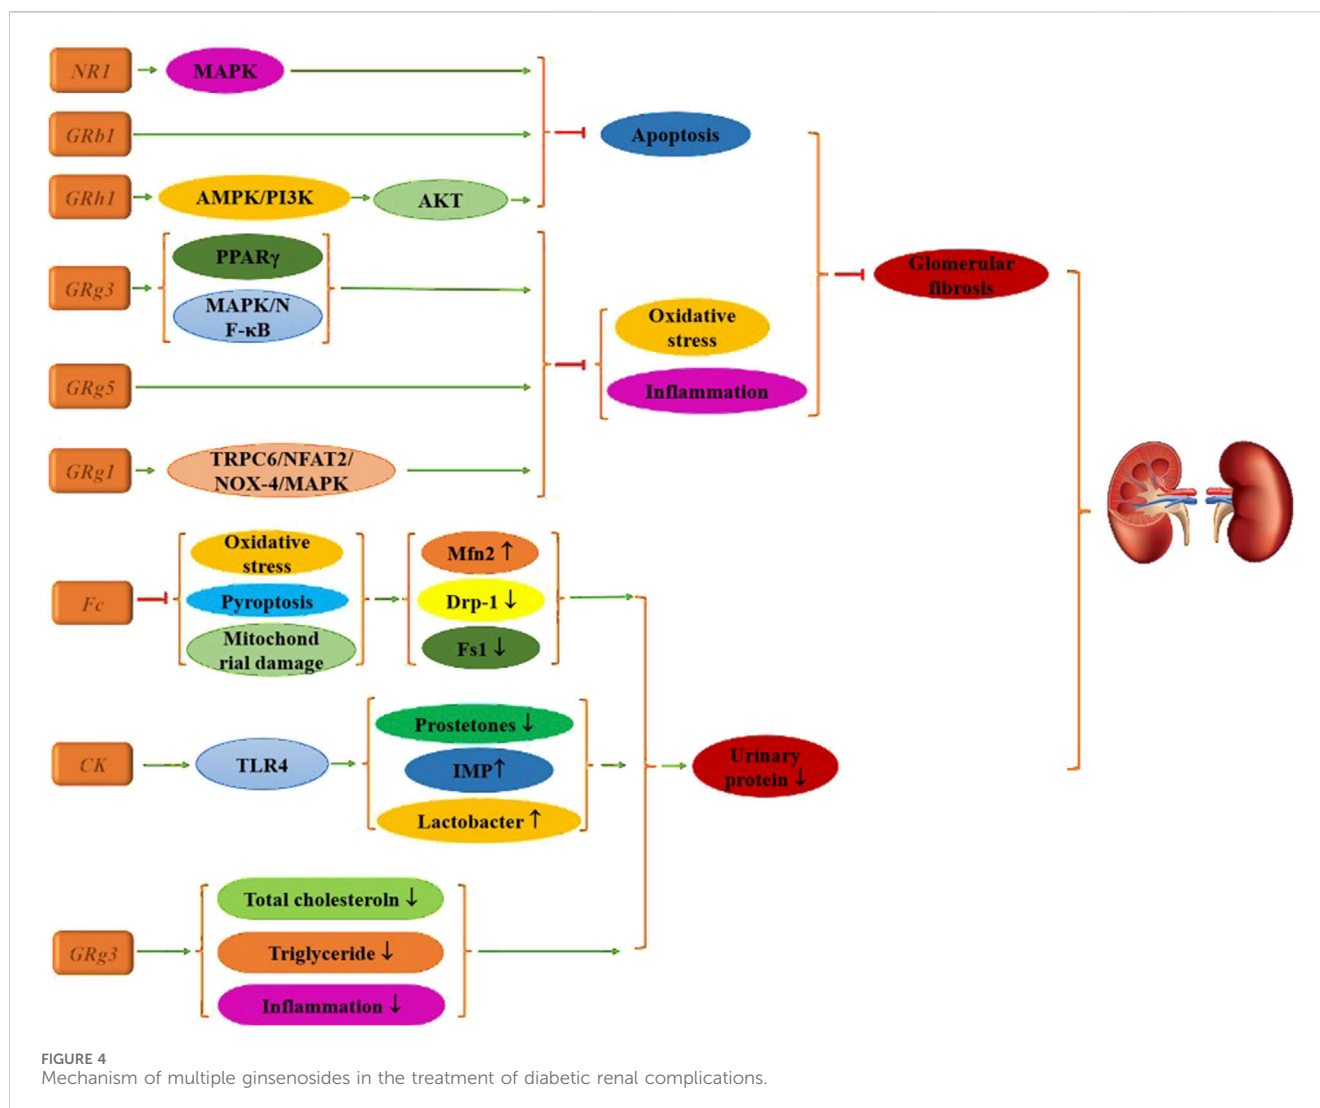 NR1
MAPK
GRb1
Apoptosis
GRh1
AMPK/PI3K
AKT
GRg3
PPARγ
MAPK/N
F-κB
Glomerular
fibrosis
Oxidative
stress
Inflammation
GRg5
GRg1
TRPC6/NFAT2/
NOX-4/MAPK
Fc
Oxidative
stress
Pyroptosis
Mitochond
rial damage
Mfn2 ↑
Drp-1 ↓
Fs1 ↓
CK
TLR4
Prostetones ↓
IMP↑
Lactobacter ↑
Urinary
protein ↓
GRg3
Total cholesteroln ↓
Triglyceride ↓
Inflammation ↓
FIGURE 4
Mechanism of multiple ginsenosides in the treatment of diabetic renal complications.